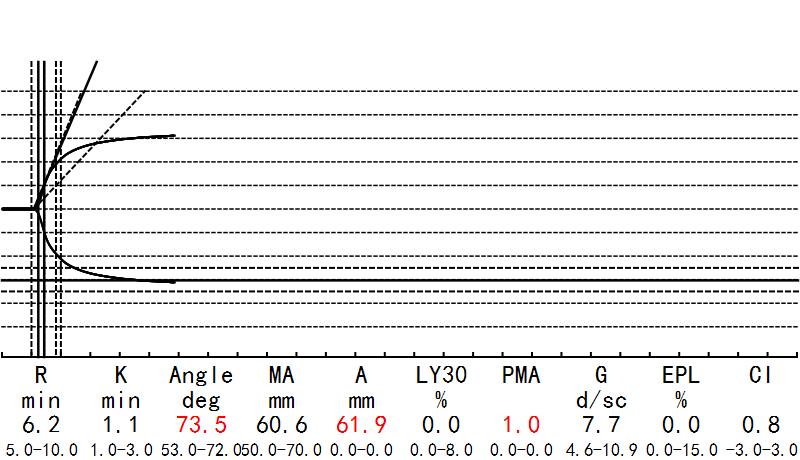 R K Angle MA A LY30 PMA G EPL CI
min min deg mm mm % d/sc %
6.2 1.1 73.5 60.6 61.9 0.0 1.0 7.7 0.0 0.8
5.0-10.0 1.0-3.0 53.0-72.0 50.0-70.0 0.0-0.0 0.0-8.0 0.0-0.0 4.6-10.9 0.0-15.0 -3.0-3.0